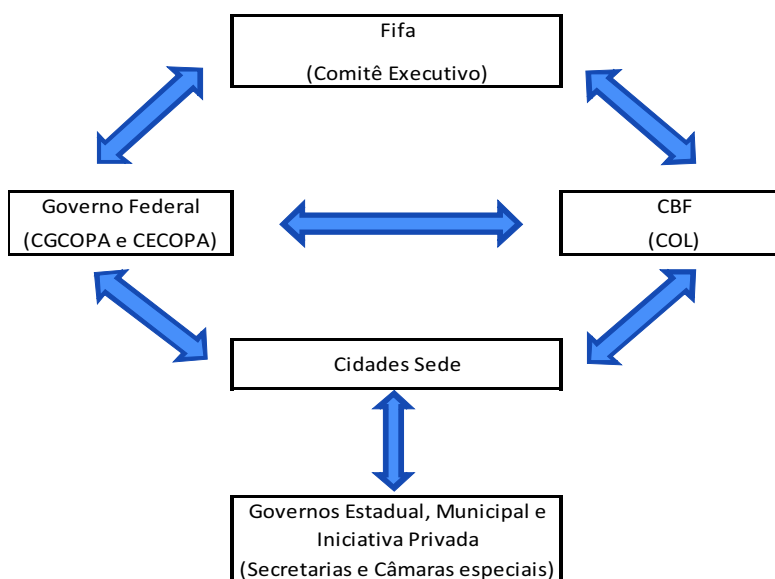 Fifa
(Comitê Executivo)
Governo Federal
(CGCOPA e CECOPA)
CBF
(COL)
Cidades Sede
Governos Estadual, Municipal e
Iniciativa Privada
(Secretarias e Câmaras especiais)